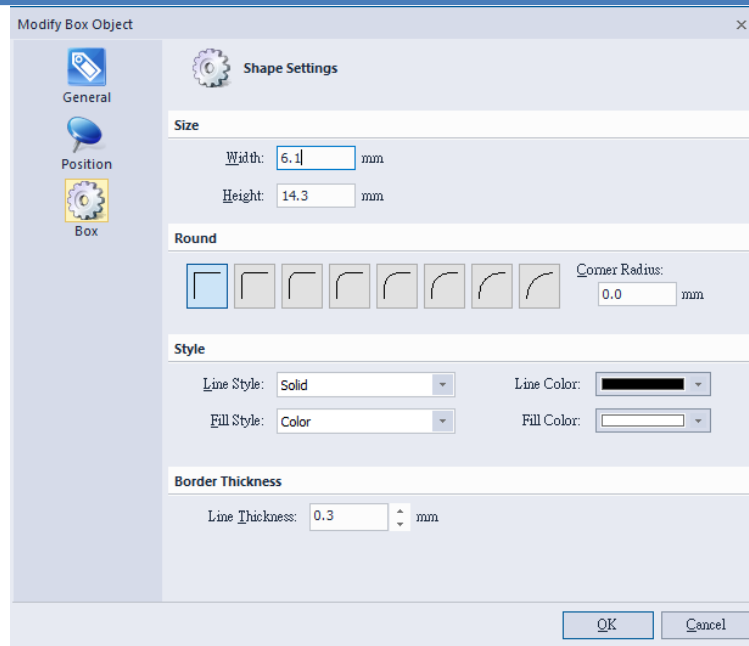 Modify Box Object
General
Position
Box
Shape Settings
Size
Width: 6.1 mm
Height: 14.3 mm
Round
Corner Radius:
0.0 mm
Style
Line Style: Solid Line Color:
Fill Style: Color Fill Color:
Border Thickness
Line Thickness: 0.3 mm
OK Cancel